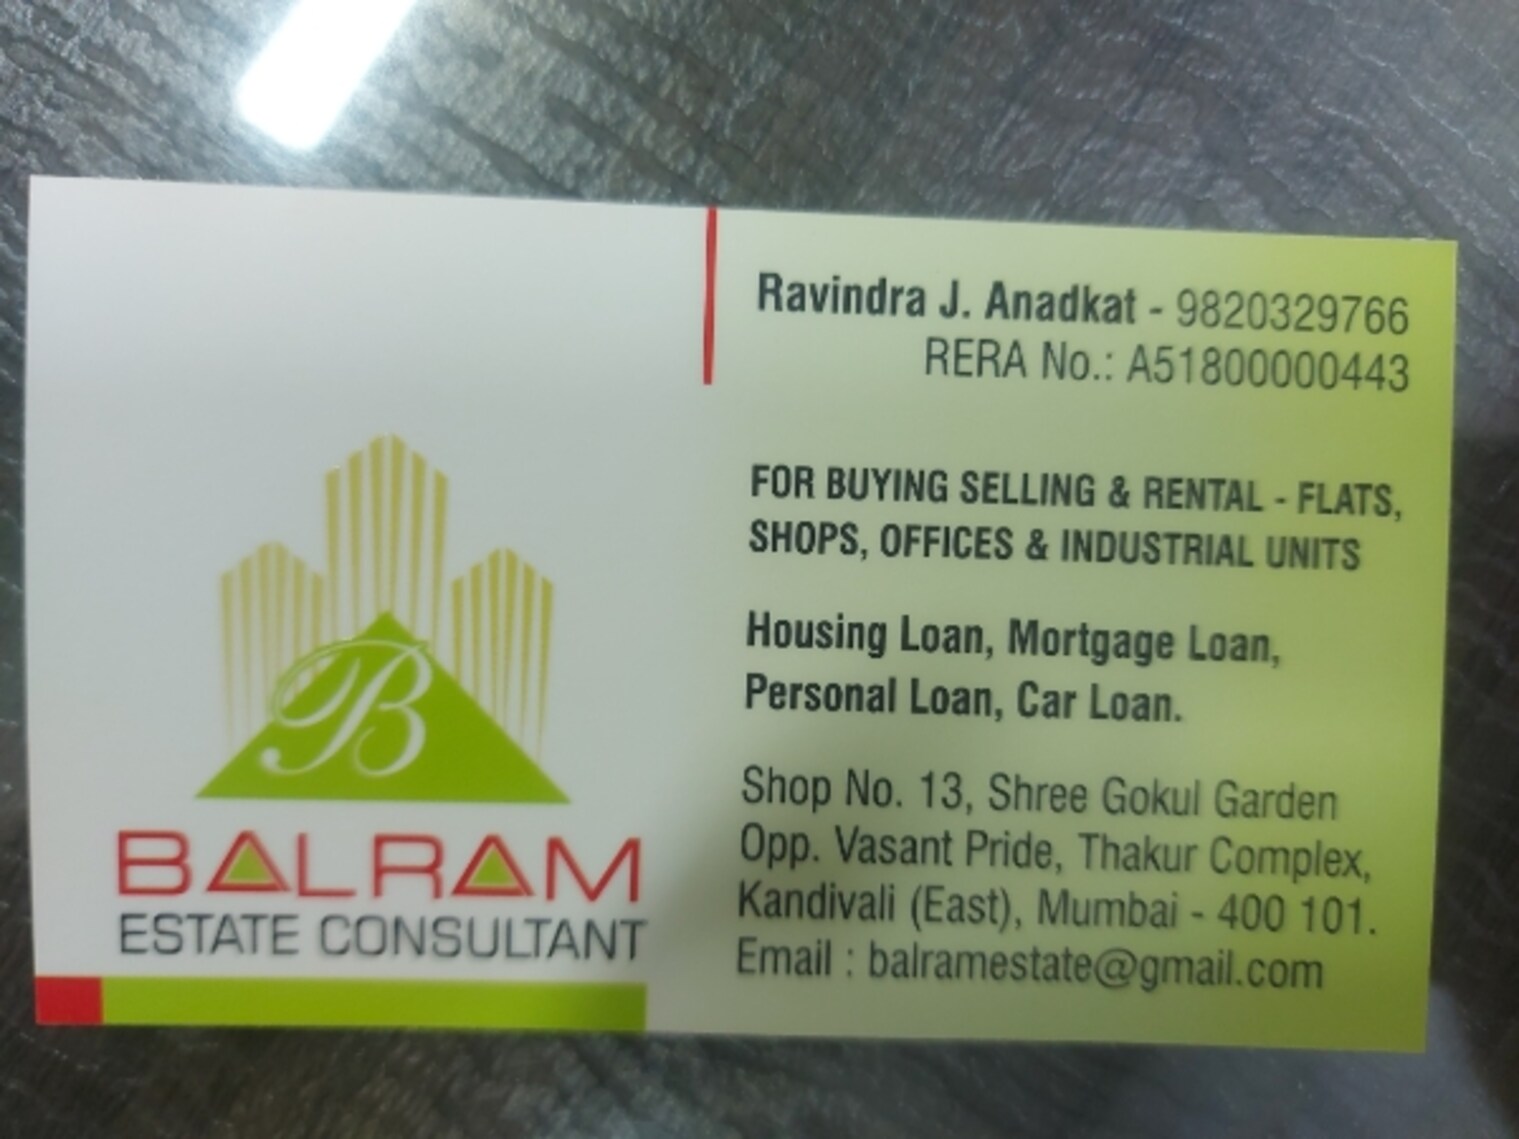 Ravindra J. Anadkat - 9820329766
RERA No.: A51800000443
FOR BUYING SELLING & RENTAL - FLATS,
SHOPS, OFFICES & INDUSTRIAL UNITS
Housing Loan, Mortgage Loan,
Personal Loan, Car Loan.
Shop No. 13, Shree Gokul Garden
Opp. Vasant Pride, Thakur Complex,
Kandivali (East), Mumbai - 400 101.
Email : balramestate@gmail.com
B
BALRAM
ESTATE CONSULTANT